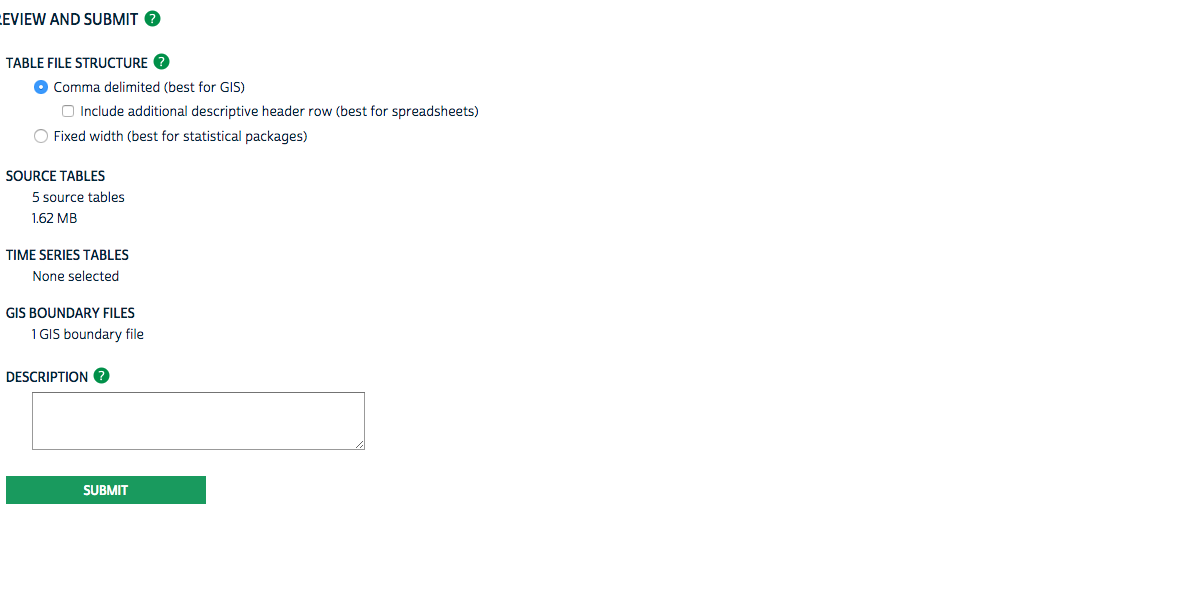 EVIEW AND SUBMIT ?
TABLE FILE STRUCTURE ?
Comma delimited (best for GIS)
Include additional descriptive header row (best for spreadsheets)
Fixed width (best for statistical packages)
SOURCE TABLES
5 source tables
1.62 MB
TIME SERIES TABLES
None selected
GIS BOUNDARY FILES
1 GIS boundary file
DESCRIPTION ?
SUBMIT